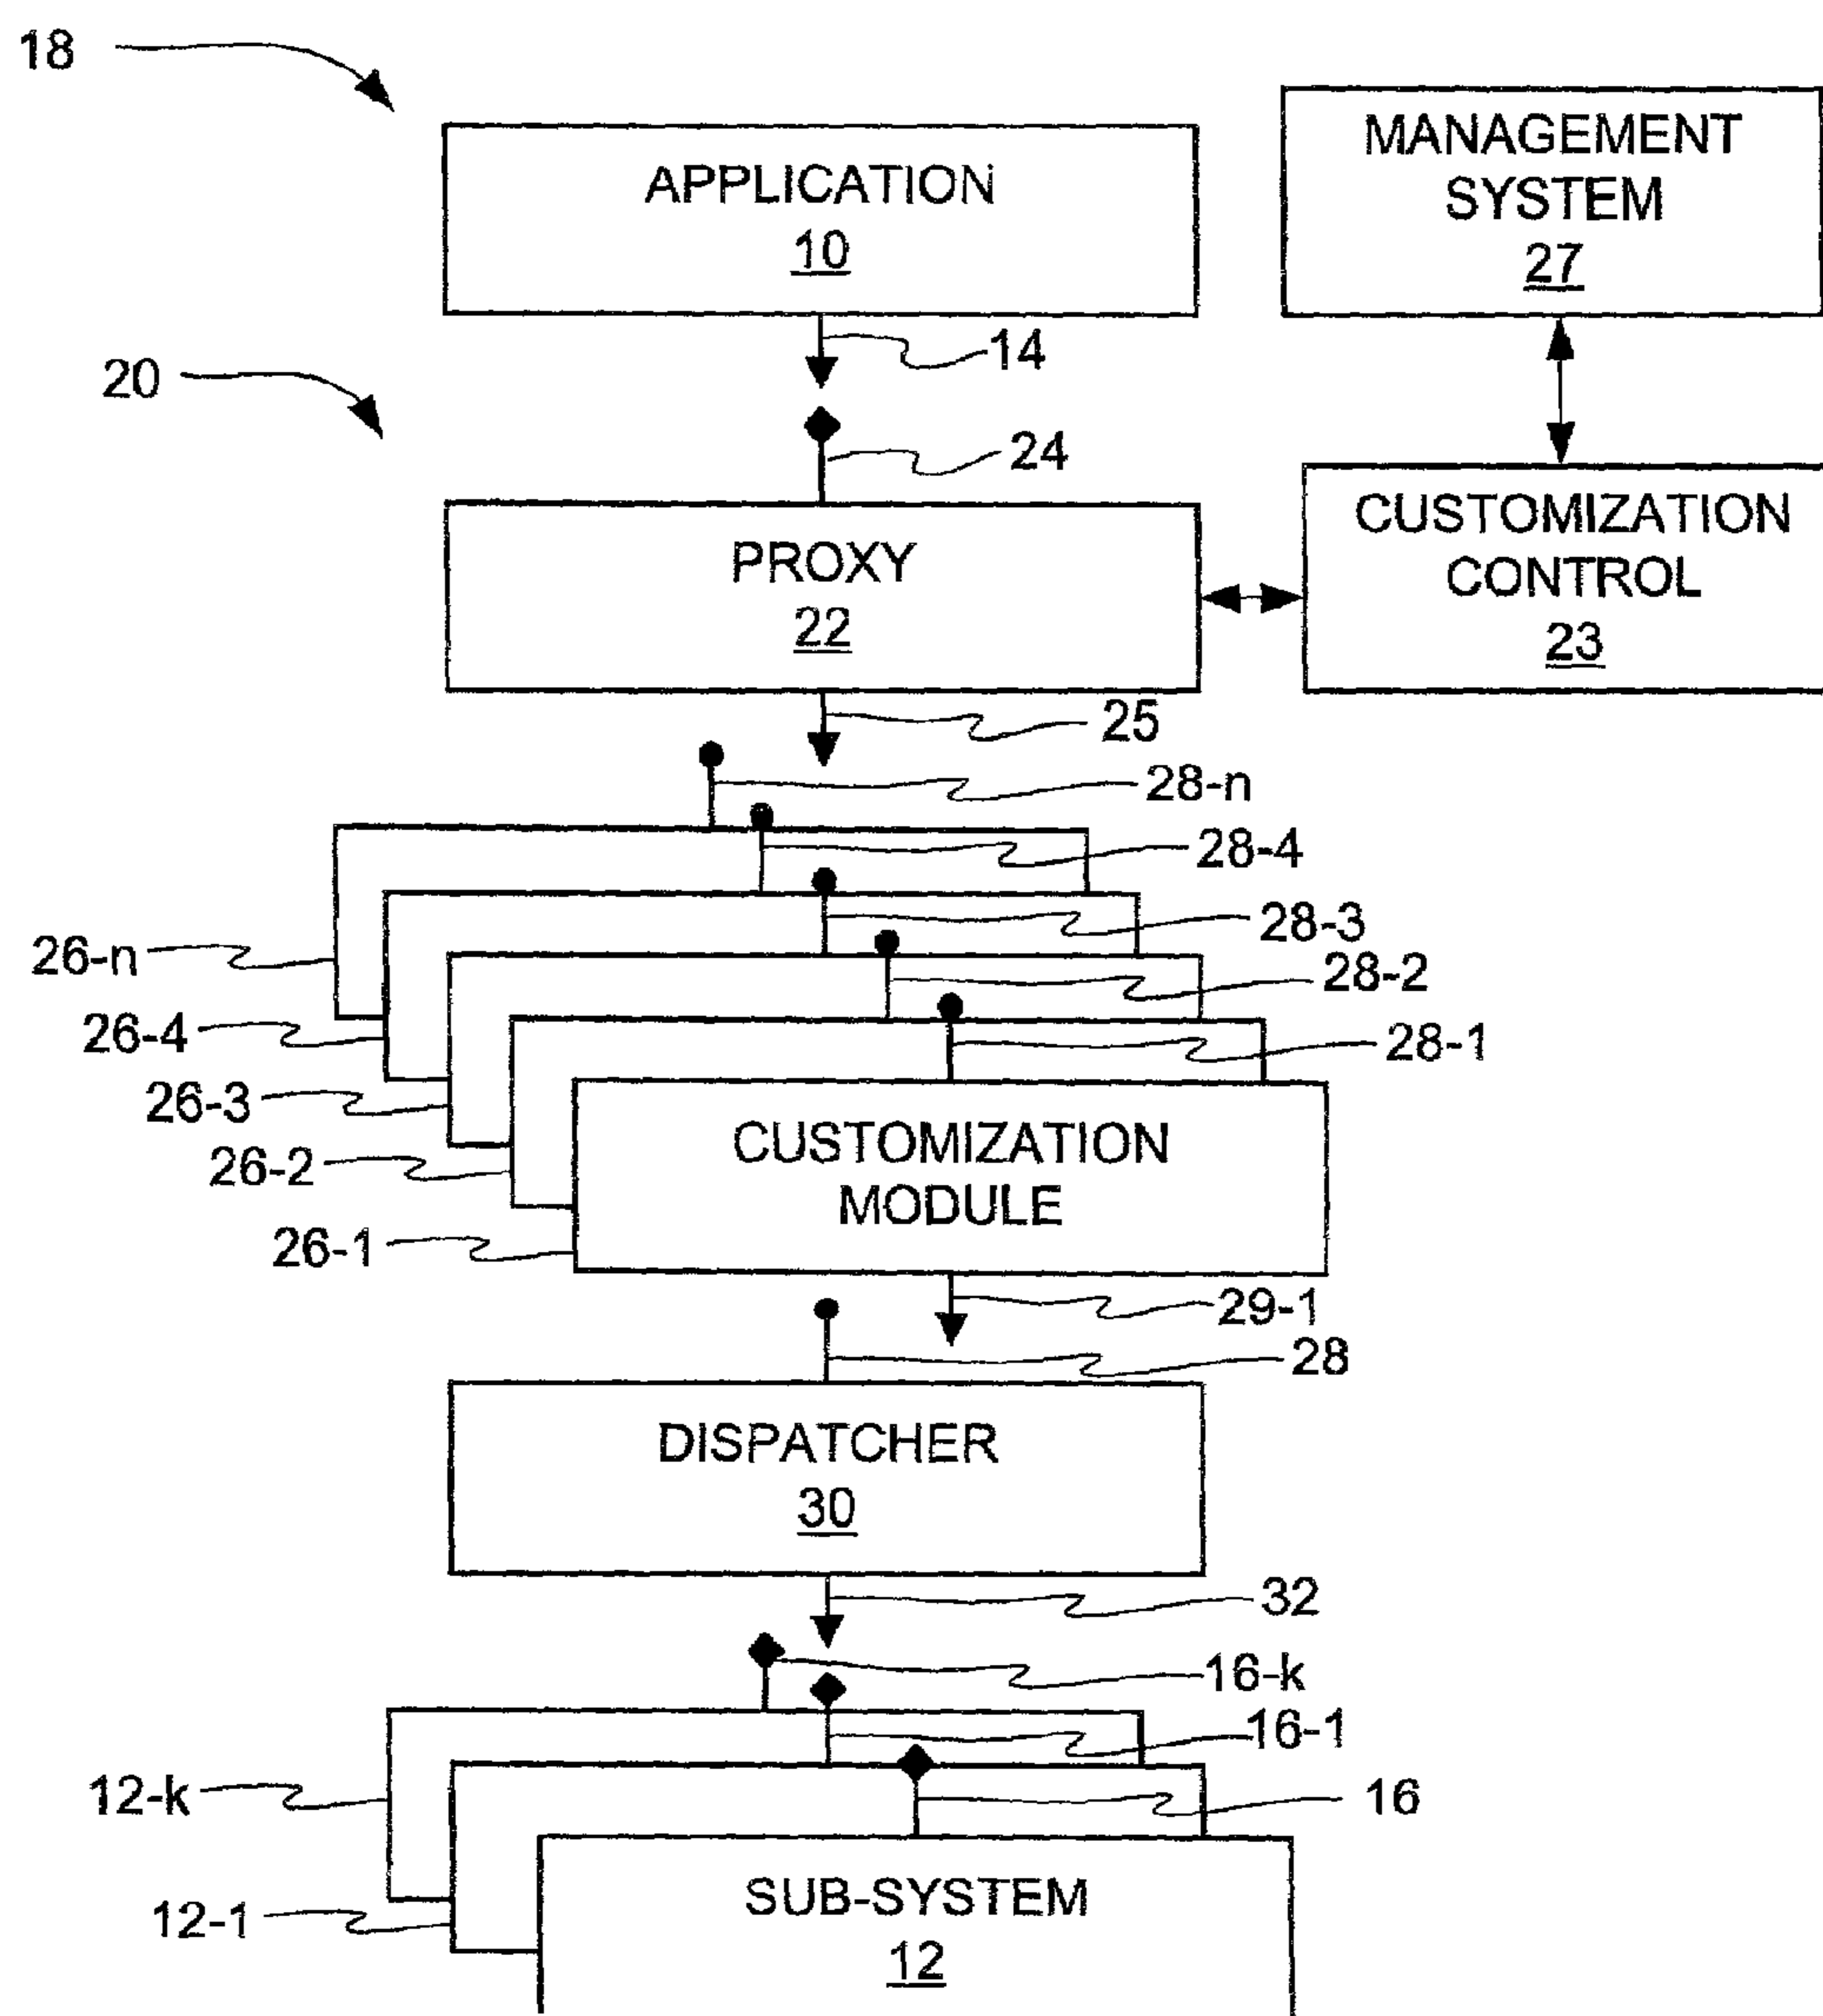 18
APPLICATION
10
MANAGEMENT
SYSTEM
27
14
20
24
PROXY
22
CUSTOMIZATION
CONTROL
23
25
28-n
28-4
28-3
26-n
28-2
26-4
28-1
26-3
CUSTOMIZATION
MODULE
26-2
26-1
29-1
28
DISPATCHER
30
32
16-k
16-1
12-k
16
SUB-SYSTEM
12-1
12